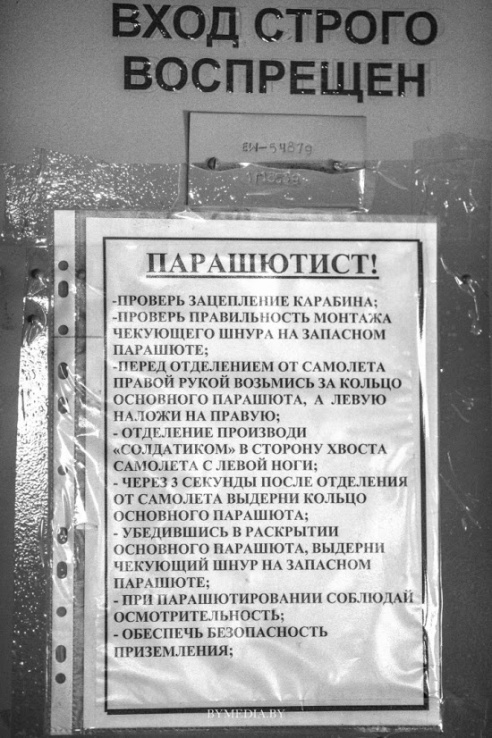 ВХОД СТРОГО
ВОСПРЕЩЕН
EW-54879
ПАРАШЮТИСТ!
-ПРОВЕРЬ ЗАЦЕПЛЕНИЕ КАРАБИНА;
-ПРОВЕРЬ ПРАВИЛЬНОСТЬ МОНТАЖА
ЧЕКУЮЩЕГО ШНУРА НА ЗАПАСНОМ
ПАРАШЮТЕ;
-ПЕРЕД ОТДЕЛЕНИЕМ ОТ САМОЛЕТА
ПРАВОЙ РУКОЙ ВОЗЬМИСЬ ЗА КОЛЬЦО
ОСНОВНОГО ПАРАШЮТА, А ЛЕВУЮ
НАЛОЖИ НА ПРАВУЮ;
- ОТДЕЛЕНИЕ ПРОИЗВОДИ
«СОЛДАТИКОМ» В СТОРОНУ ХВОСТА
САМОЛЕТА С ЛЕВОЙ НОГИ;
- ЧЕРЕЗ 3 СЕКУНДЫ ПОСЛЕ ОТДЕЛЕНИЯ
ОТ САМОЛЕТА ВЫДЕРНИ КОЛЬЦО
ОСНОВНОГО ПАРАШЮТА;
- УБЕДИВШИСЬ В РАСКРЫТИИ
ОСНОВНОГО ПАРАШЮТА, ВЫДЕРНИ
ЧЕКУЮЩИЙ ШНУР НА ЗАПАСНОМ
ПАРАШЮТЕ;
- ПРИ ПАРАШЮТИРОВАНИИ СОБЛЮДАЙ
ОСМОТРИТЕЛЬНОСТЬ;
- ОБЕСПЕЧЬ БЕЗОПАСНОСТЬ
ПРИЗЕМЛЕНИЯ;
BYMEDIA.BY